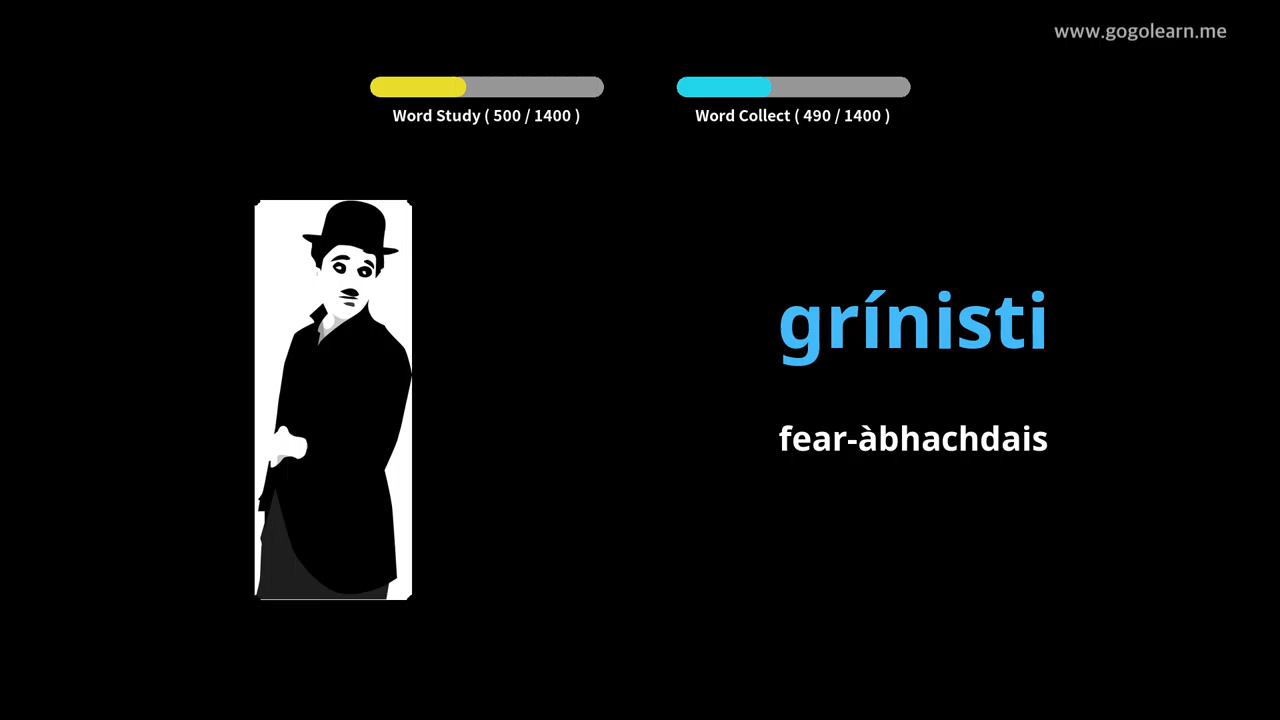 www.gogolearn.me
Word Study ( 500 / 1400 )
Word Collect ( 490 / 1400 )
grínisti
fear-àbhachdais